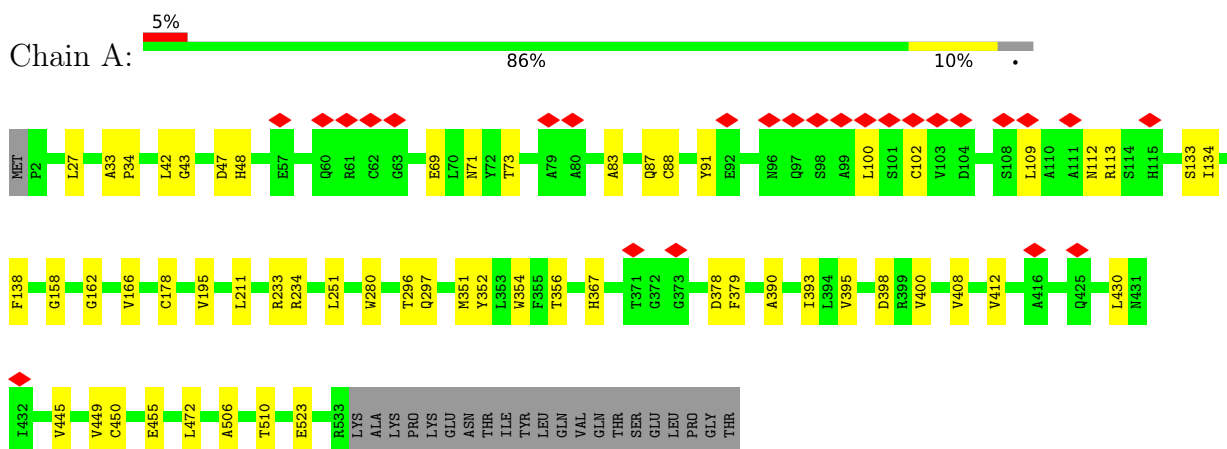 5%
Chain A:
86% 10% •
MET P2 L27 A33 P34 L42 G43 D47 H48 E57 Q60 R61 C62 G63 E69 L70 N71 Y72 T73 A79 A80 A83 Q87 C88 Y91 E92 N96 Q97 S98 A99 L100 S101 C102 V103 D104 S108 L109 A110 A111 N112 R113 S114 H115 S133 I134
F138 G158 G162 V166 C178 V195 L211 R233 R234 L251 W280 T296 Q297 M351 Y352 L353 W354 F355 T356 H367 T371 G372 G373 D378 F379 A390 I393 L394 V395 D398 R399 V400 V408 V412 A416 Q425 L430 N431
I432 V445 V449 C450 E455 L472 A506 T510 E523 R533 LYS ALA LYS PRO LYS GLU ASN THR ILE TYR LEU GLN VAL GLN THR SER GLU LEU PRO GLY THR